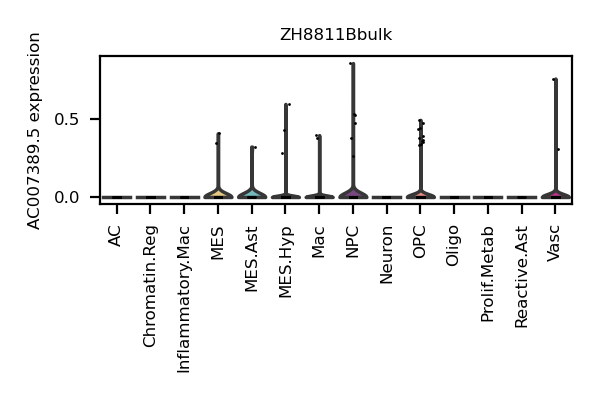 ZH8811Bbulk
AC007389.5 expression
0.5
0.0
AC
Chromatin.Reg
Inflammatory.Mac
MES
MES.Ast
MES.Hyp
Mac
NPC
Neuron
OPC
Oligo
Prolif.Metab
Reactive.Ast
Vasc